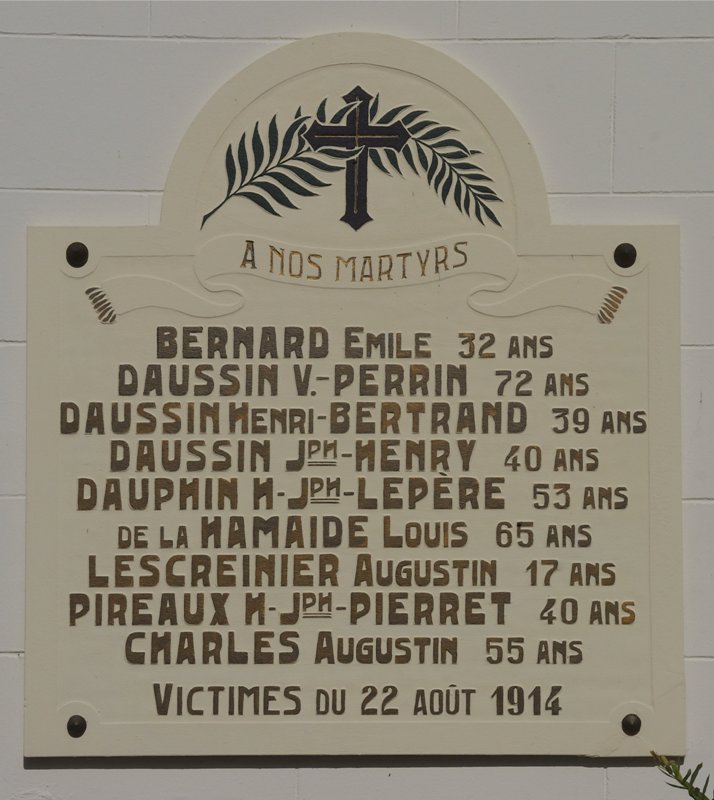 A NOS MARTYRS
BERNARD EMILE 32 ANS
DAUSSIN V.-PERRIN 72 ANS
DAUSSIN HENRI-BERTRAND 39 ANS
DAUSSIN JPH-HENRY 40 ANS
DAUPHIN H-JPH-LEPÈRE 53 ANS
DE LA HAMAIDE LOUIS 65 ANS
LESCREINIER AUGUSTIN 17 ANS
PIREAUX H-JPH-PIERRET 40 ANS
CHARLES AUGUSTIN 55 ANS
VICTIMES DU 22 AOÛT 1914